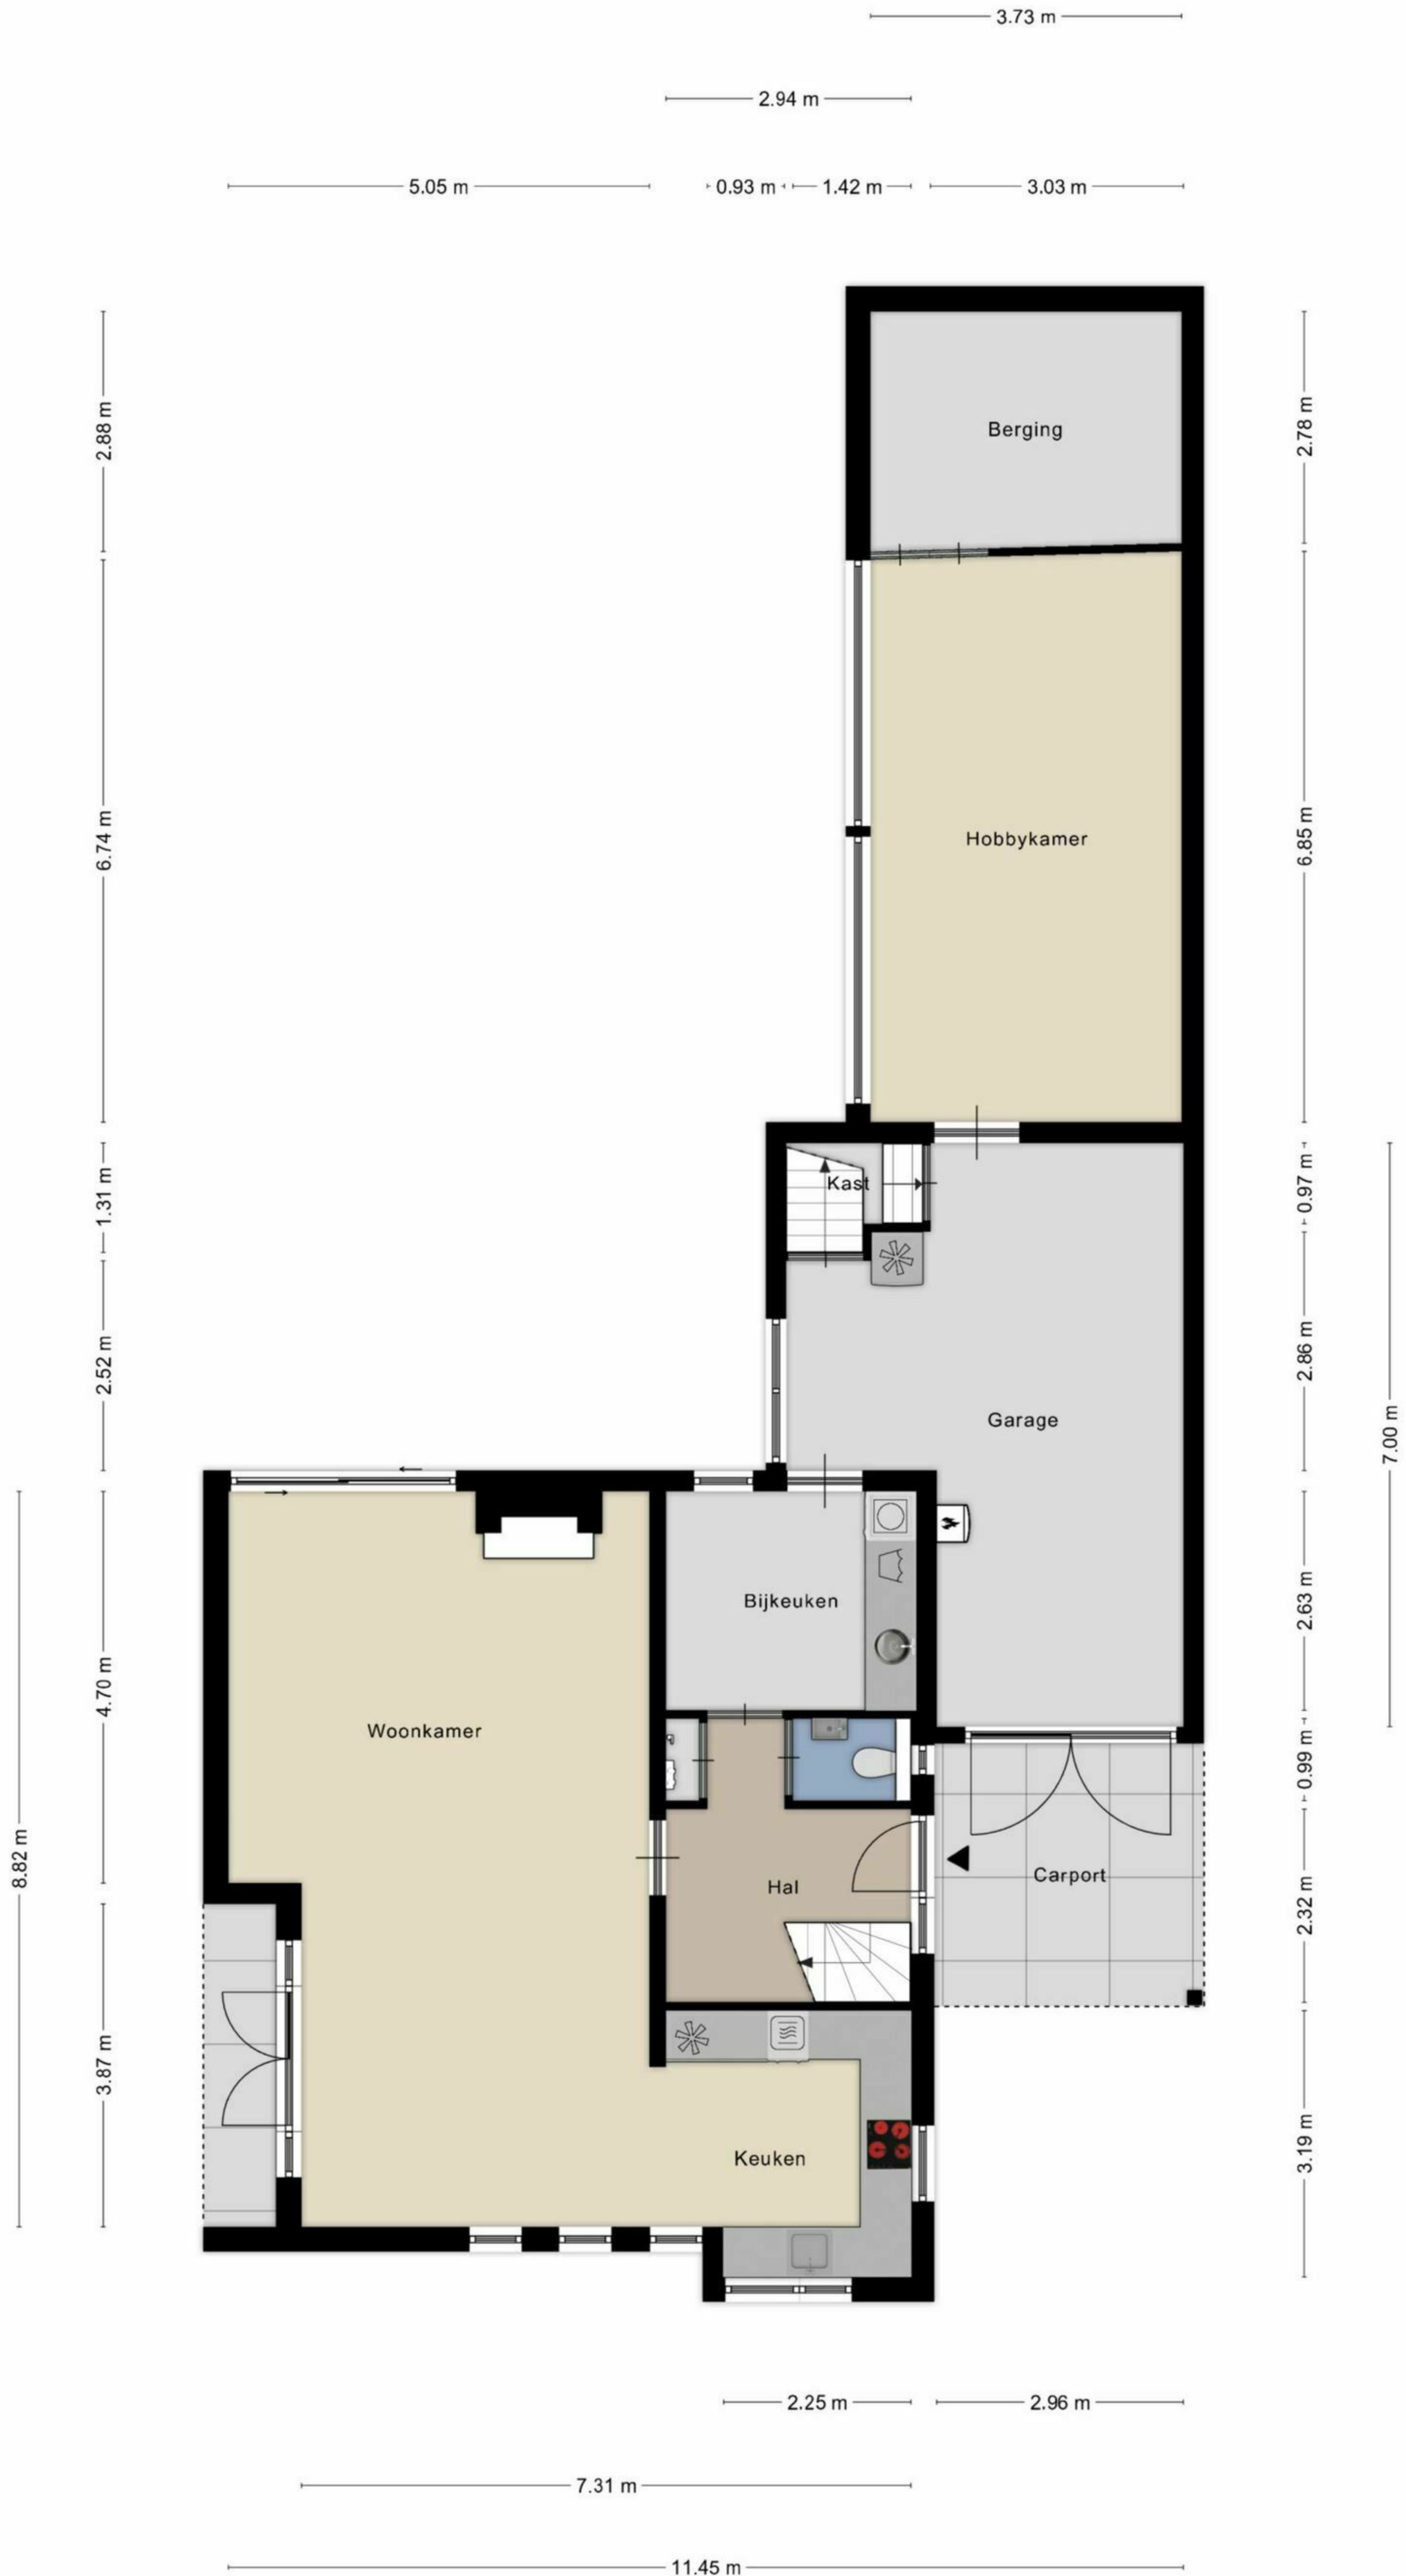 3.73 m
2.94 m
5.05 m
0.93 m
1.42 m
3.03 m
2.88 m
2.78 m
Berging
6.74 m
Hobbykamer
6.85 m
1.31 m
Kast
0.97 m
2.52 m
2.86 m
Garage
7.00 m
Bijkeuken
2.63 m
4.70 m
Woonkamer
0.99 m
8.82 m
Hal
Carport
2.32 m
3.87 m
Keuken
3.19 m
2.25 m
2.96 m
7.31 m
11.45 m